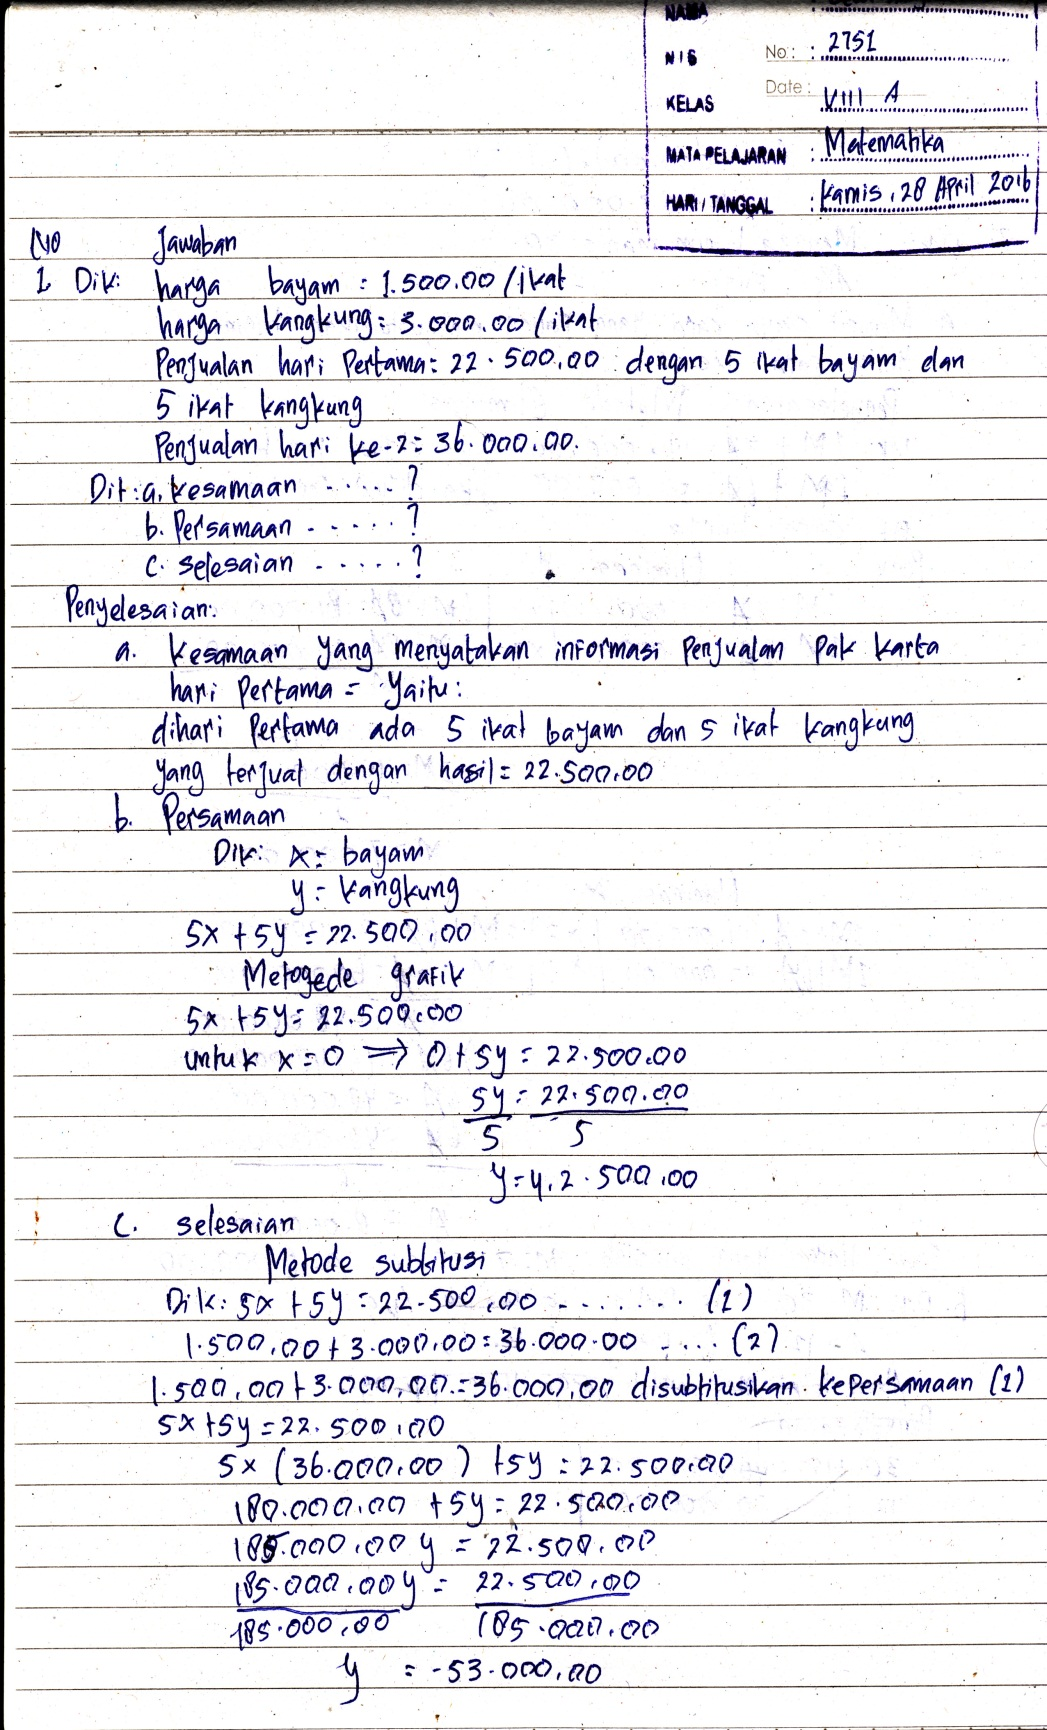 NAMA :
NIS No: : 2751
KELAS Date: VIII A
MATA PELAJARAN : Matematika
HARI / TANGGAL : Kamis, 28 April 2016
No Jawaban
1. Dik: harga bayam : 1.500.00 / ikat
harga kangkung : 3.000.00 / ikat
Penjualan hari Pertama : 22.500,00 dengan 5 ikat bayam dan
5 ikat kangkung
Penjualan hari ke-2 = 36.000.00.
Dit : a. kesamaan ..... ?
b. Persamaan ..... ?
c. selesaian ..... ?
Penyelesaian:
a. kesamaan yang menyatakan informasi Penjualan Pak karta
hari Pertama = yaitu :
dihari Pertama ada 5 ikat bayam dan 5 ikat kangkung
yang terjual dengan hasil = 22.500,00
b. Persamaan
Dik: x = bayam
y = kangkung
5x + 5y = 22.500,00
Metogede grafik
5x + 5y = 22.500.00
untuk x = 0 ⇒ 0 + 5y = 22.500.00
5y = 22.500.00
5 5
y = 4,2.500,00
c. selesaian
Metode subtitusi
Dik: 5x + 5y = 22.500,00 ....... (1)
1.500,00 + 3.000,00 = 36.000.00 .... (2)
1.500,00 + 3.000,00. = 36.000,00 disubtitusikan kepersamaan (1)
5x + 5y = 22.500,00
5x (36.000,00) + 5y = 22.500.00
180.000.00 + 5y = 22.500,00
185.000,00 y = 22.500,00
185.000,00 y = 22.500,00
185.000,00 185.000,00
y = -53.000,00